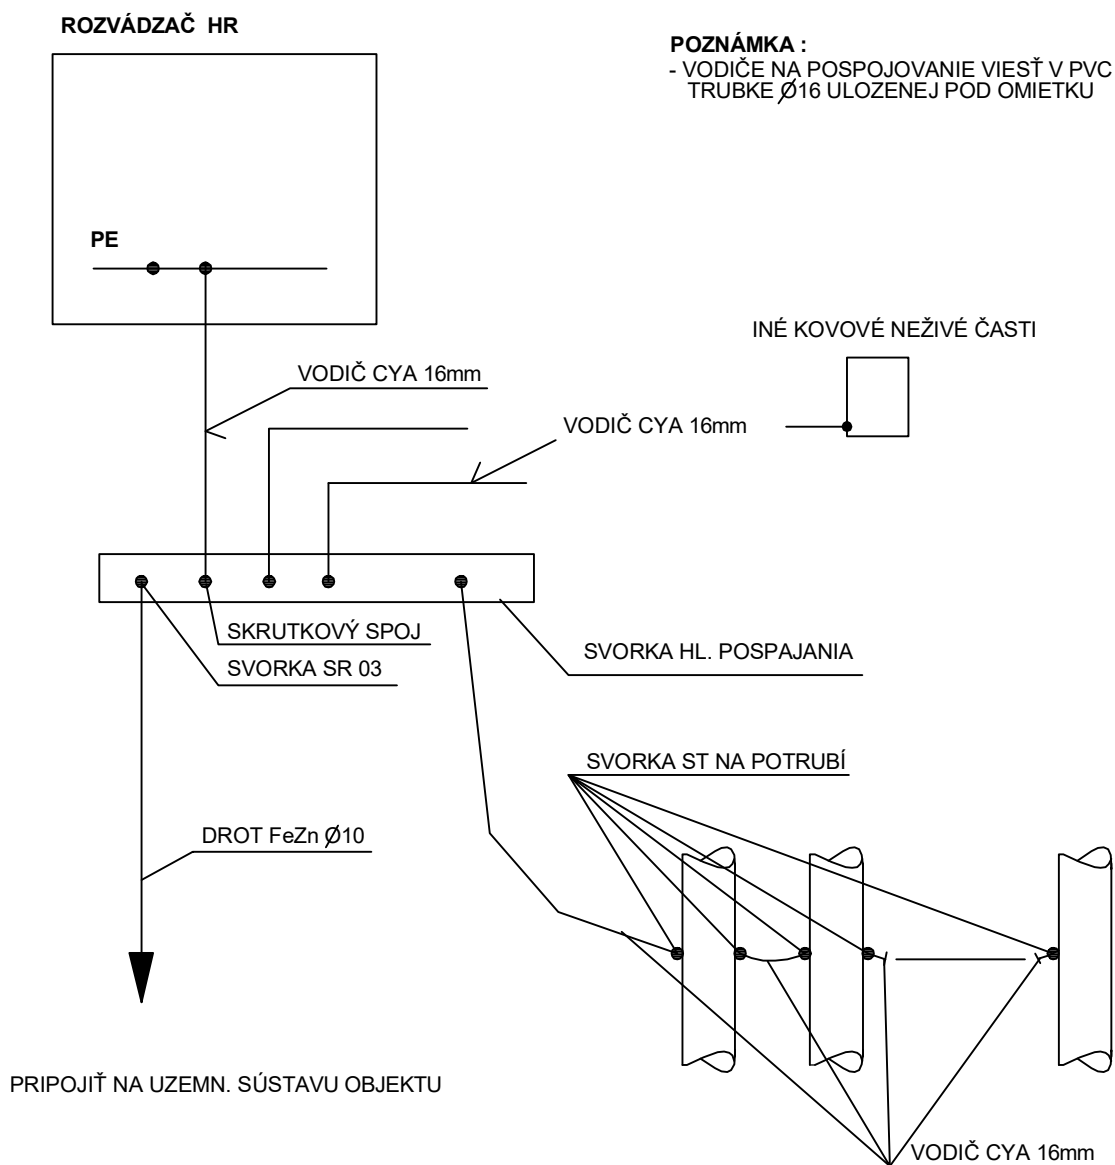 ROZVÁDZAČ HR
POZNÁMKA :
- VODIČE NA POSPOJOVANIE VIESŤ V PVC
TRUBKE Ø16 ULOZENEJ POD OMIETKU
PE
INÉ KOVOVÉ NEŽIVÉ ČASTI
VODIČ CYA 16mm
VODIČ CYA 16mm
SKRUTKOVÝ SPOJ
SVORKA HL. POSPAJANIA
SVORKA SR 03
SVORKA ST NA POTRUBÍ
DROT FeZn Ø10
PRIPOJIŤ NA UZEMN. SÚSTAVU OBJEKTU
VODIČ CYA 16mm